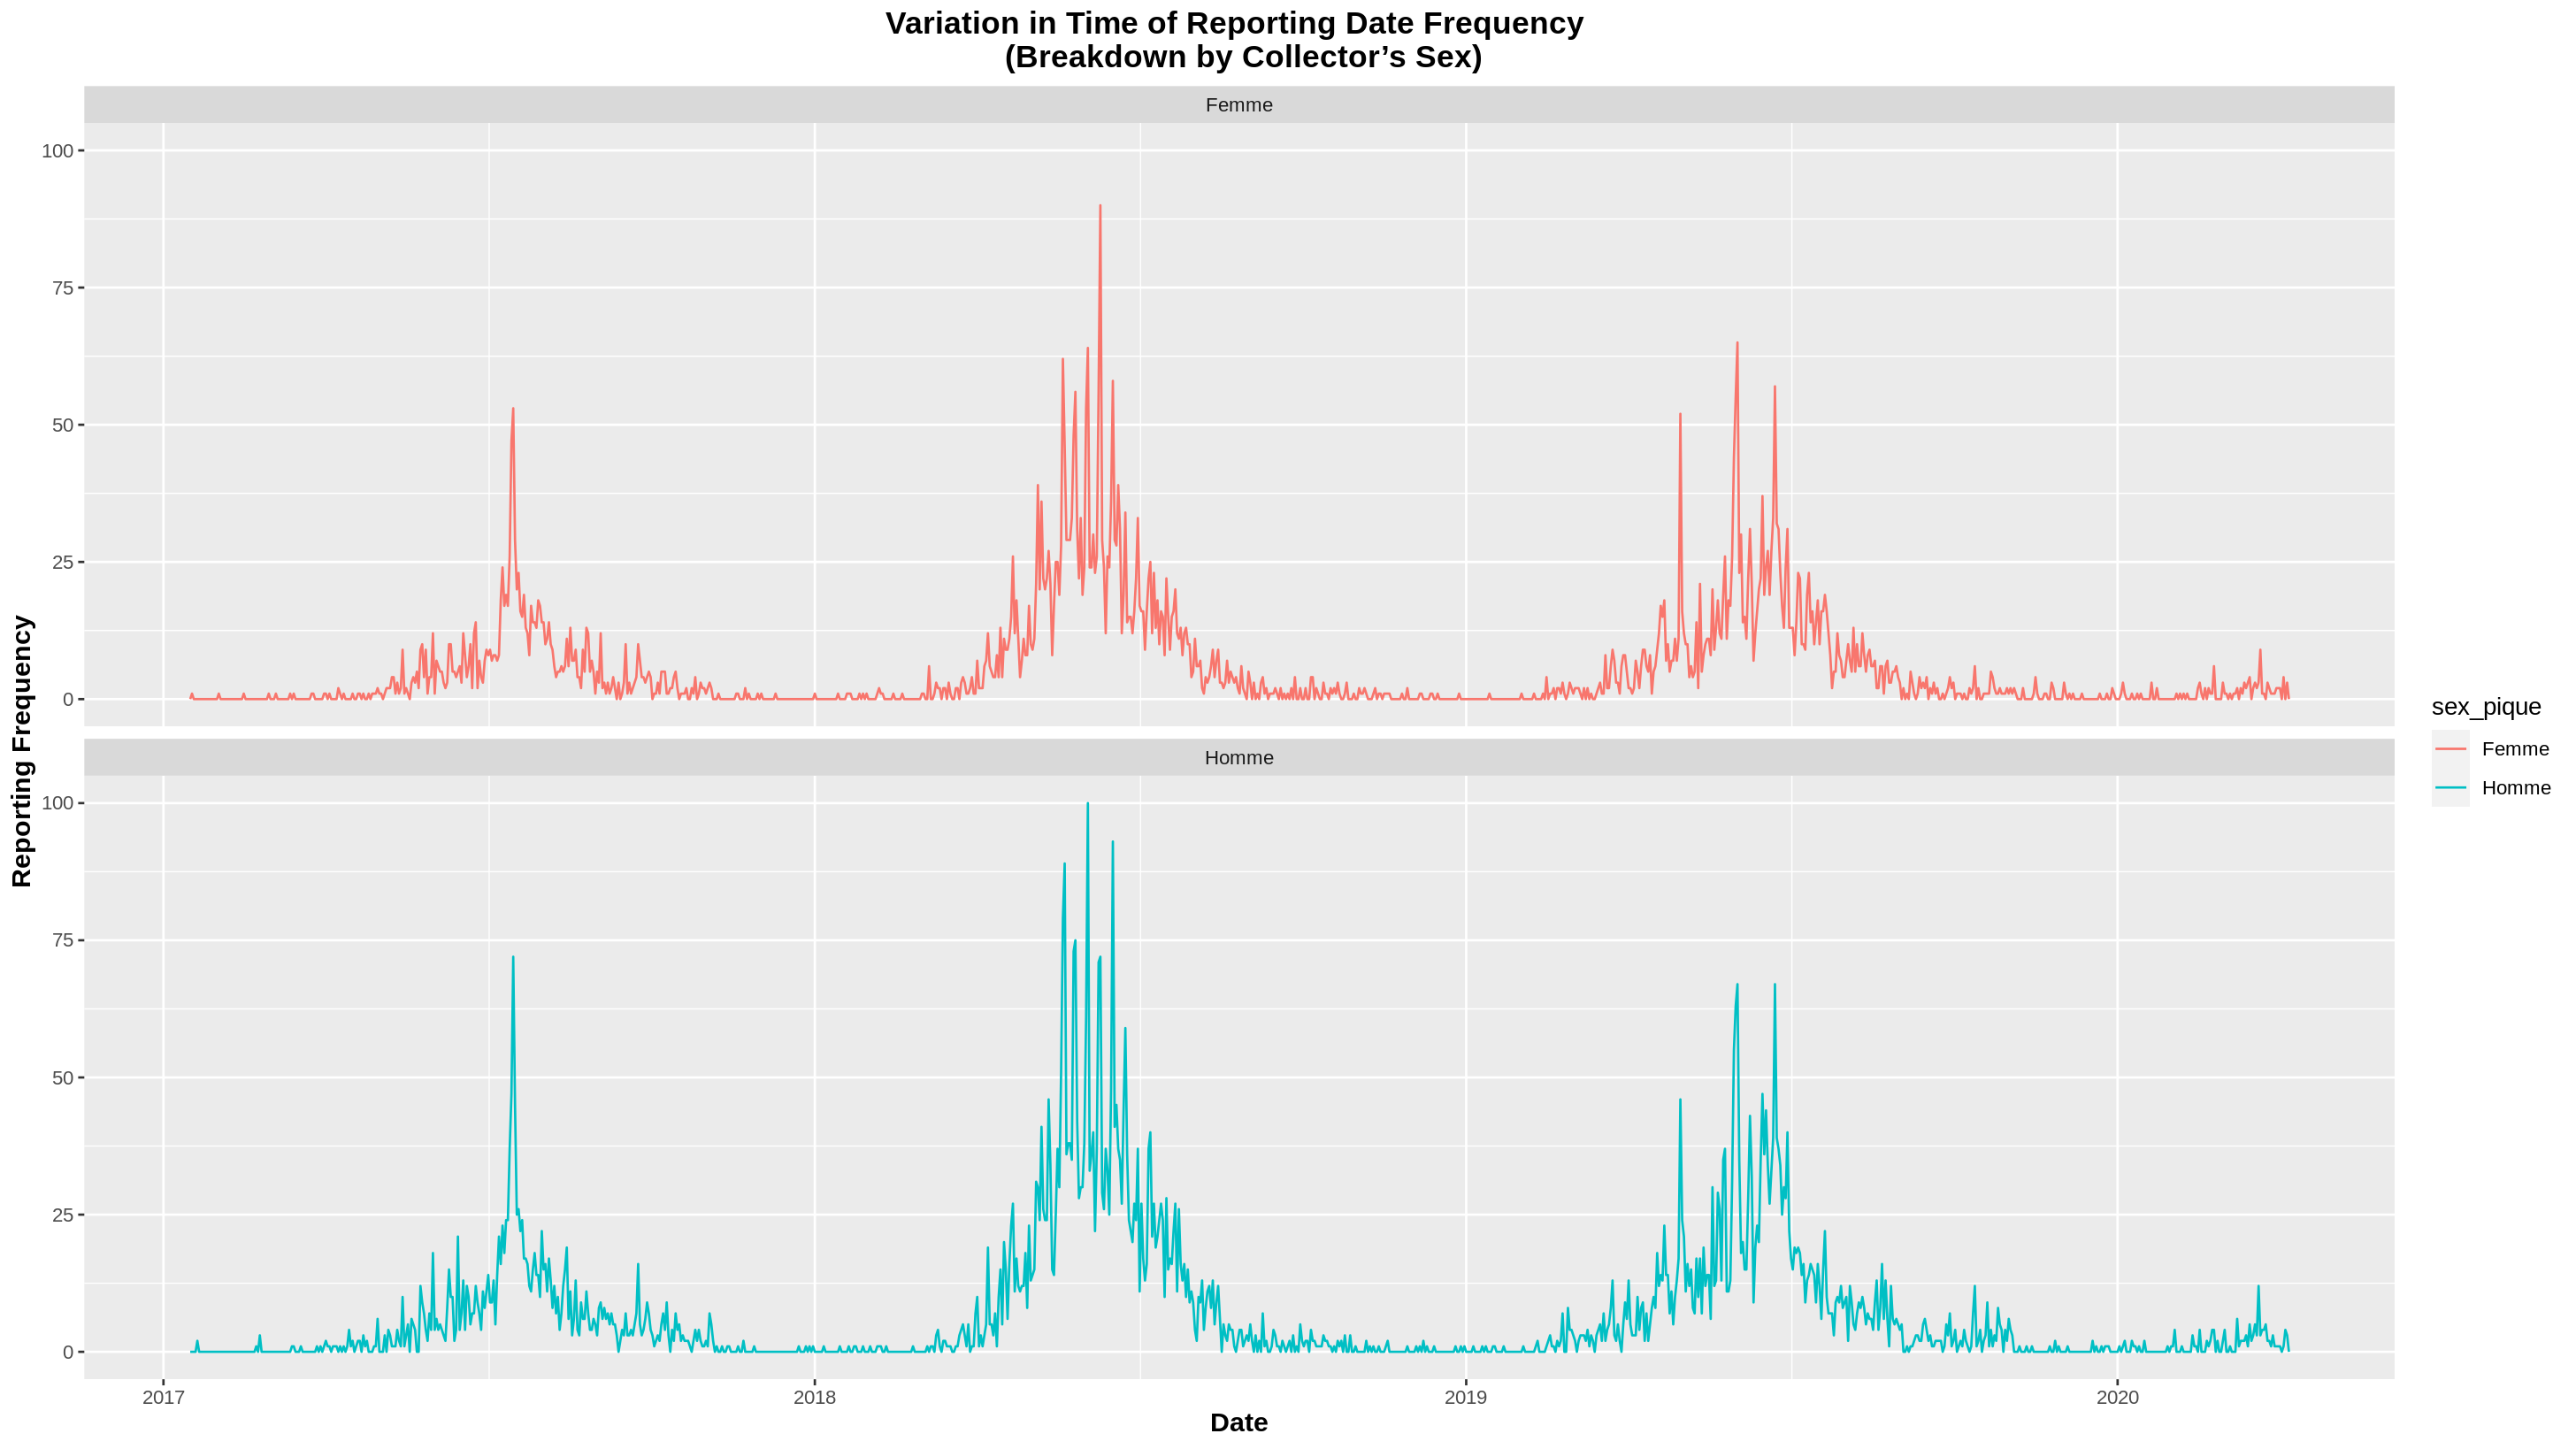 Variation in Time of Reporting Date Frequency
(Breakdown by Collector’s Sex)
Femme
100
75
50
25
0
Homme
100
75
50
25
0
Reporting Frequency
2017
2018
2019
2020
Date
sex_pique
Femme
Homme